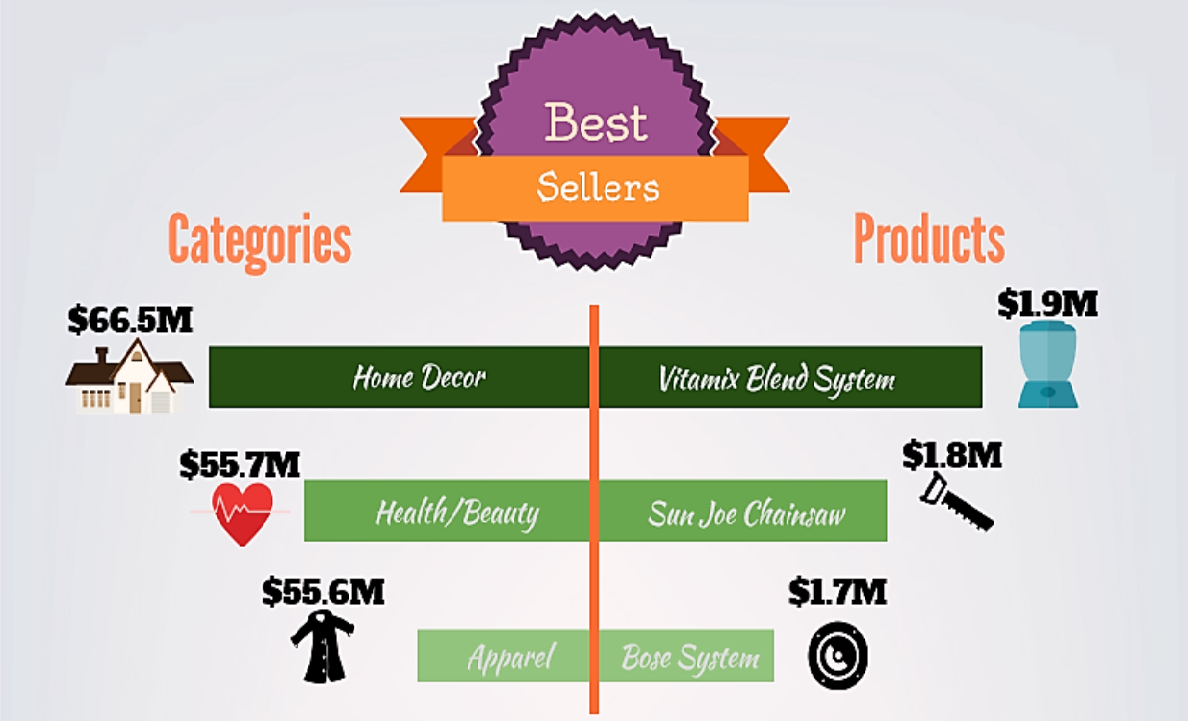 Best
Sellers
Categories
Products
$66.5M
Home Decor
Vitamix Blend System
$1.9M
$55.7M
Health/Beauty
Sun Joe Chainsaw
$1.8M
$55.6M
Apparel
Bose System
$1.7M